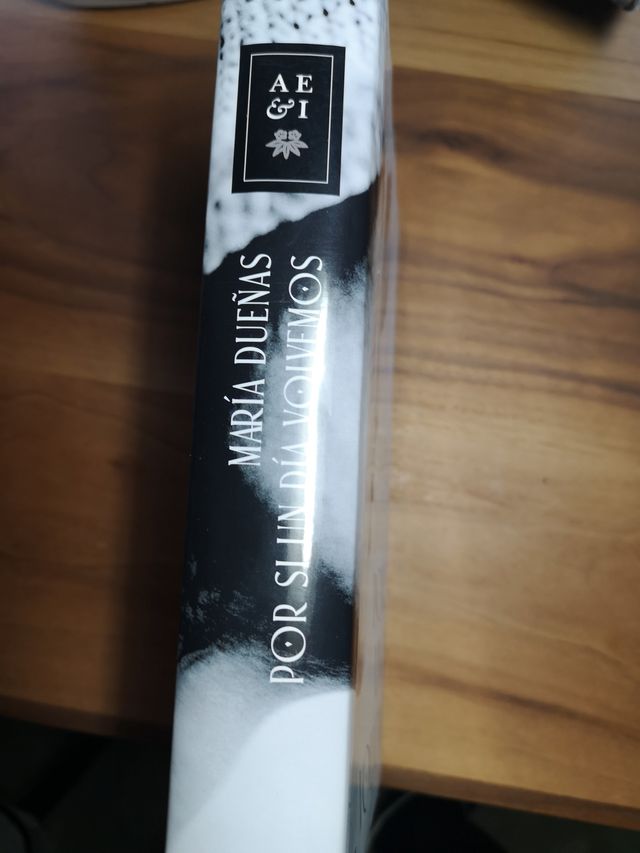 AE
&I
MARÍA DUEÑAS
POR SI UN DÍA VOLVEMOS